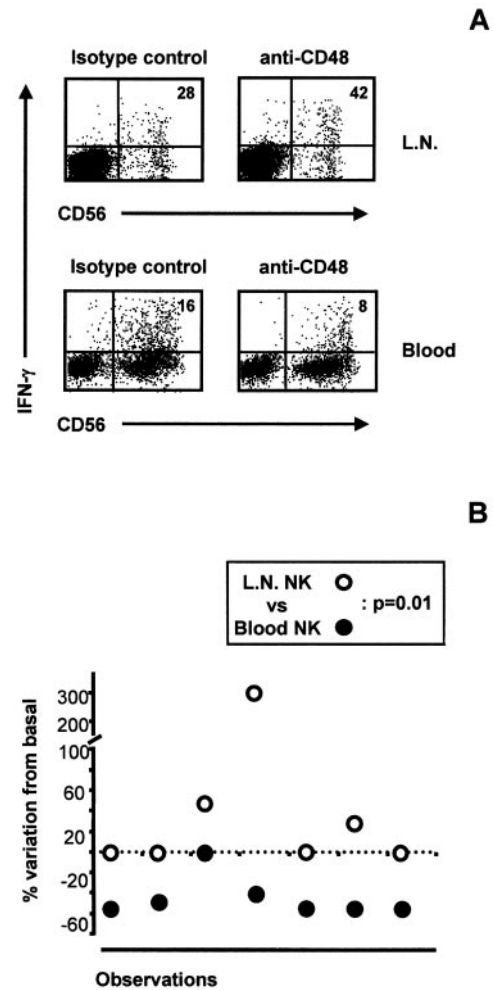 A
Isotype control anti-CD48
28 42
L.N.
CD56
Isotype control anti-CD48
16 8
Blood
IFN-γ
CD56
B
L.N. NK
vs : p=0.01
Blood NK
300
200
100
60
20
-20
-60
% variation from basal
Observations